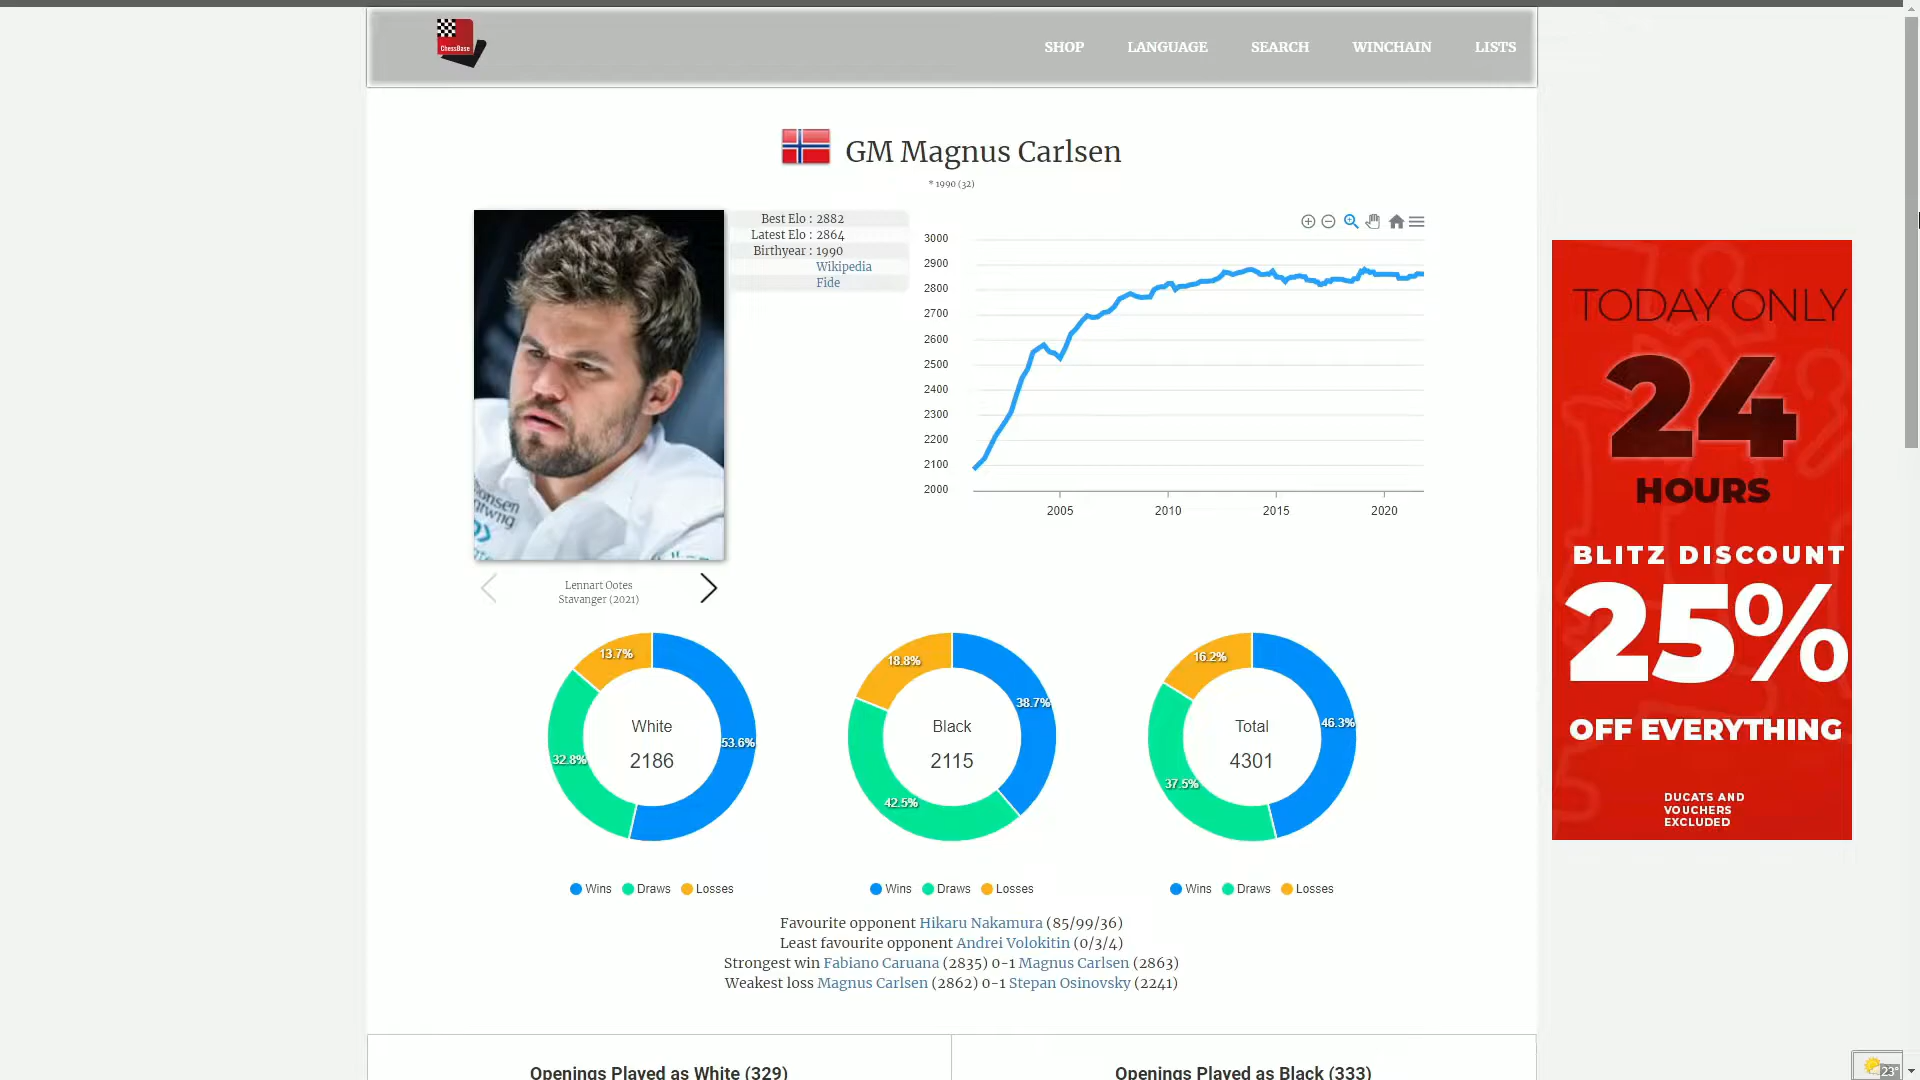 ChessBase
SHOP LANGUAGE SEARCH WINCHAIN LISTS
GM Magnus Carlsen
* 1990 (32)
Best Elo : 2882
Latest Elo : 2864
Birthyear : 1990
Wikipedia
Fide
3000
2900
2800
2700
2600
2500
2400
2300
2200
2100
2000
2005 2010 2015 2020
Lennart Ootes
Stavanger (2021)
13.7%
53.6%
32.8%
White
2186
Wins Draws Losses
18.8%
38.7%
42.5%
Black
2115
Wins Draws Losses
16.2%
46.3%
37.5%
Total
4301
Wins Draws Losses
Favourite opponent Hikaru Nakamura (85/99/36)
Least favourite opponent Andrei Volokitin (0/3/4)
Strongest win Fabiano Caruana (2835) 0-1 Magnus Carlsen (2863)
Weakest loss Magnus Carlsen (2862) 0-1 Stepan Osinovsky (2241)
Openings Played as White (329)
Openings Played as Black (333)
TODAY ONLY
24
HOURS
BLITZ DISCOUNT
25%
OFF EVERYTHING
DUCATS AND
VOUCHERS
EXCLUDED
23°